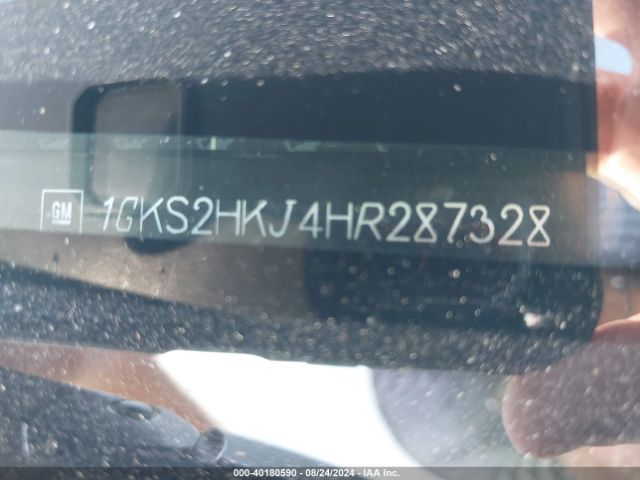 GM 1GKS2HKJ4HR287328
000-40180590 - 08/24/2024 - IAA Inc.